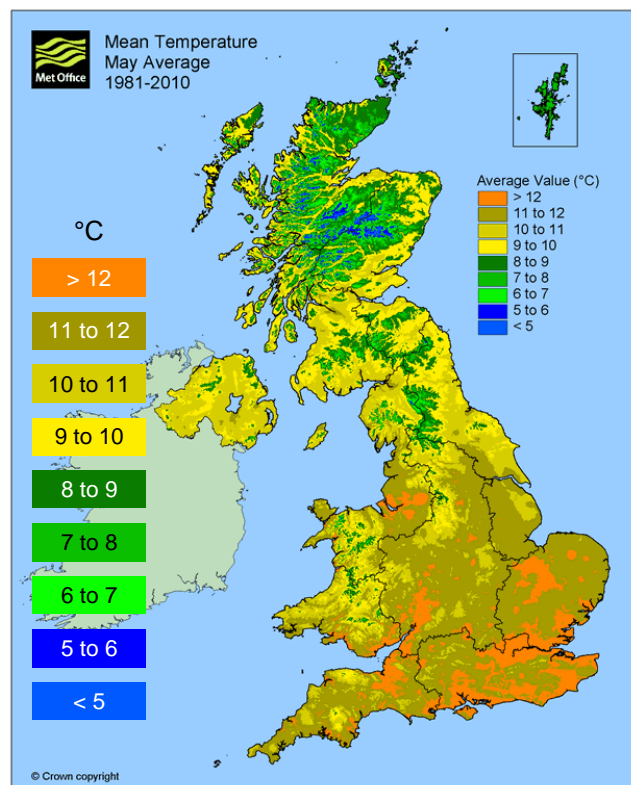 Met Office
Mean Temperature
May Average
1981-2010
Average Value (°C)
> 12
11 to 12
10 to 11
9 to 10
8 to 9
7 to 8
6 to 7
5 to 6
< 5
°C
> 12
11 to 12
10 to 11
9 to 10
8 to 9
7 to 8
6 to 7
5 to 6
< 5
© Crown copyright